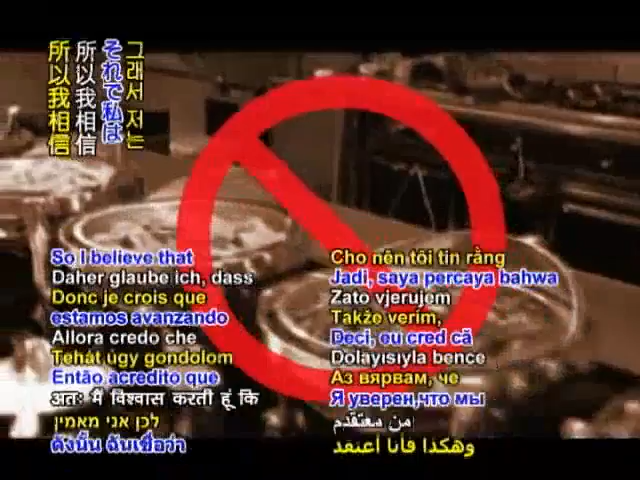 所以我相信
所以我相信
それで私は
그래서 저는
So I believe that
Daher glaube ich, dass
Donc je crois que
estamos avanzando
Allora credo che
Tehát úgy gondolom
Então acredito que
अतः मैं विश्वास करती हूं कि
לכן אני מאמין
ดังนั้น ฉันเชื่อว่า
Cho nên tôi tin rằng
Jadi, saya percaya bahwa
Zato vjerujem
Takže verím,
Deci, eu cred că
Dolayısıyla bence
Аз вярвам, че
Я уверен,что мы
من معتقدم
وهكذا فأنا أعتقد